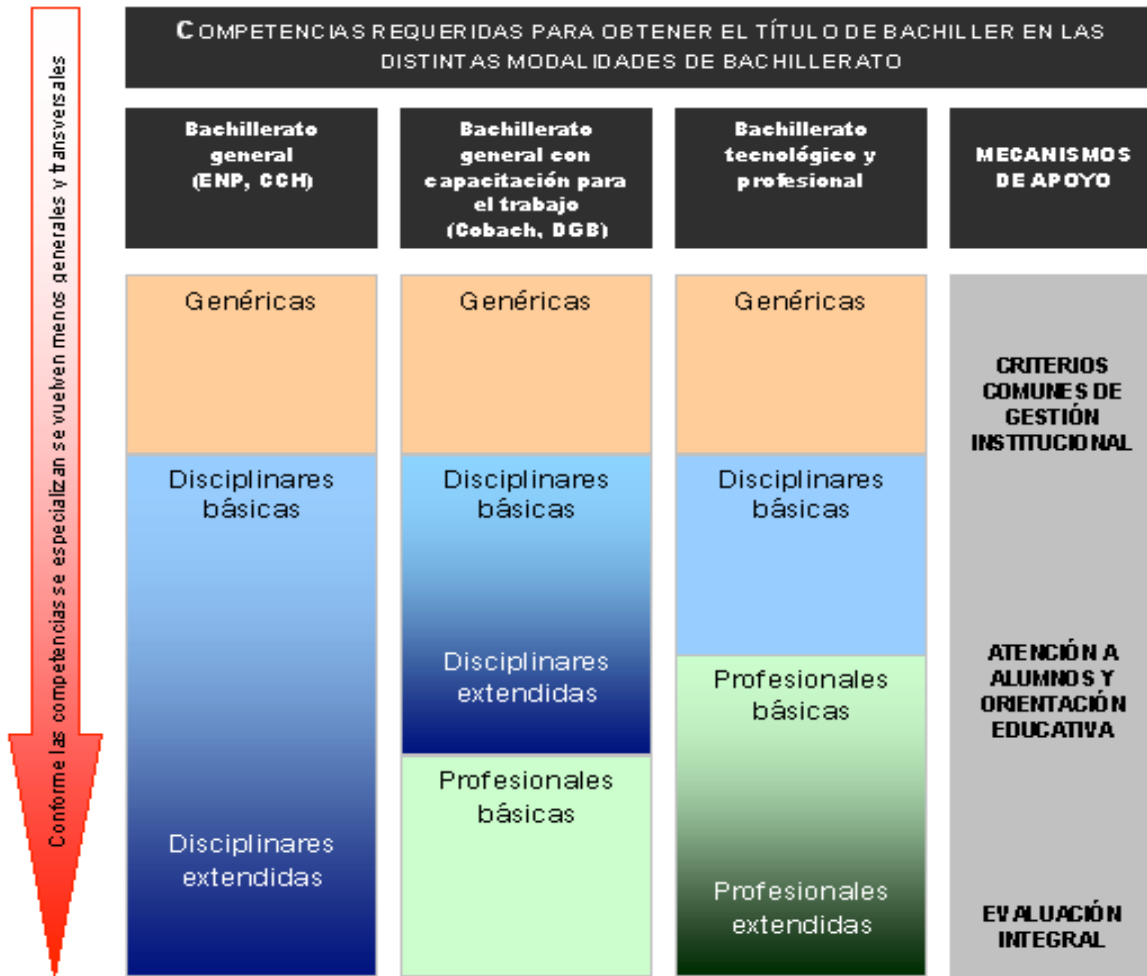 COMPETENCIAS REQUERIDAS PARA OBTENER EL TÍTULO DE BACHILLER EN LAS
DISTINTAS MODALIDADES DE BACHILLERATO
Conforme las competencias se especializan se vuelven menos generales y transversales
Bachillerato
general
(ENP, CCH)
Bachillerato
general con
capacitación para
el trabajo
(Cobach, DGB)
Bachillerato
tecnológico y
profesional
MECANISMOS
DE APOYO
Genéricas
Disciplinares
básicas
Disciplinares
extendidas
Genéricas
Disciplinares
básicas
Disciplinares
extendidas
Profesionales
básicas
Genéricas
Disciplinares
básicas
Profesionales
básicas
Profesionales
extendidas
CRITERIOS
COMUNES DE
GESTIÓN
INSTITUCIONAL
ATENCIÓN A
ALUMNOS Y
ORIENTACIÓN
EDUCATIVA
EVALUACIÓN
INTEGRAL